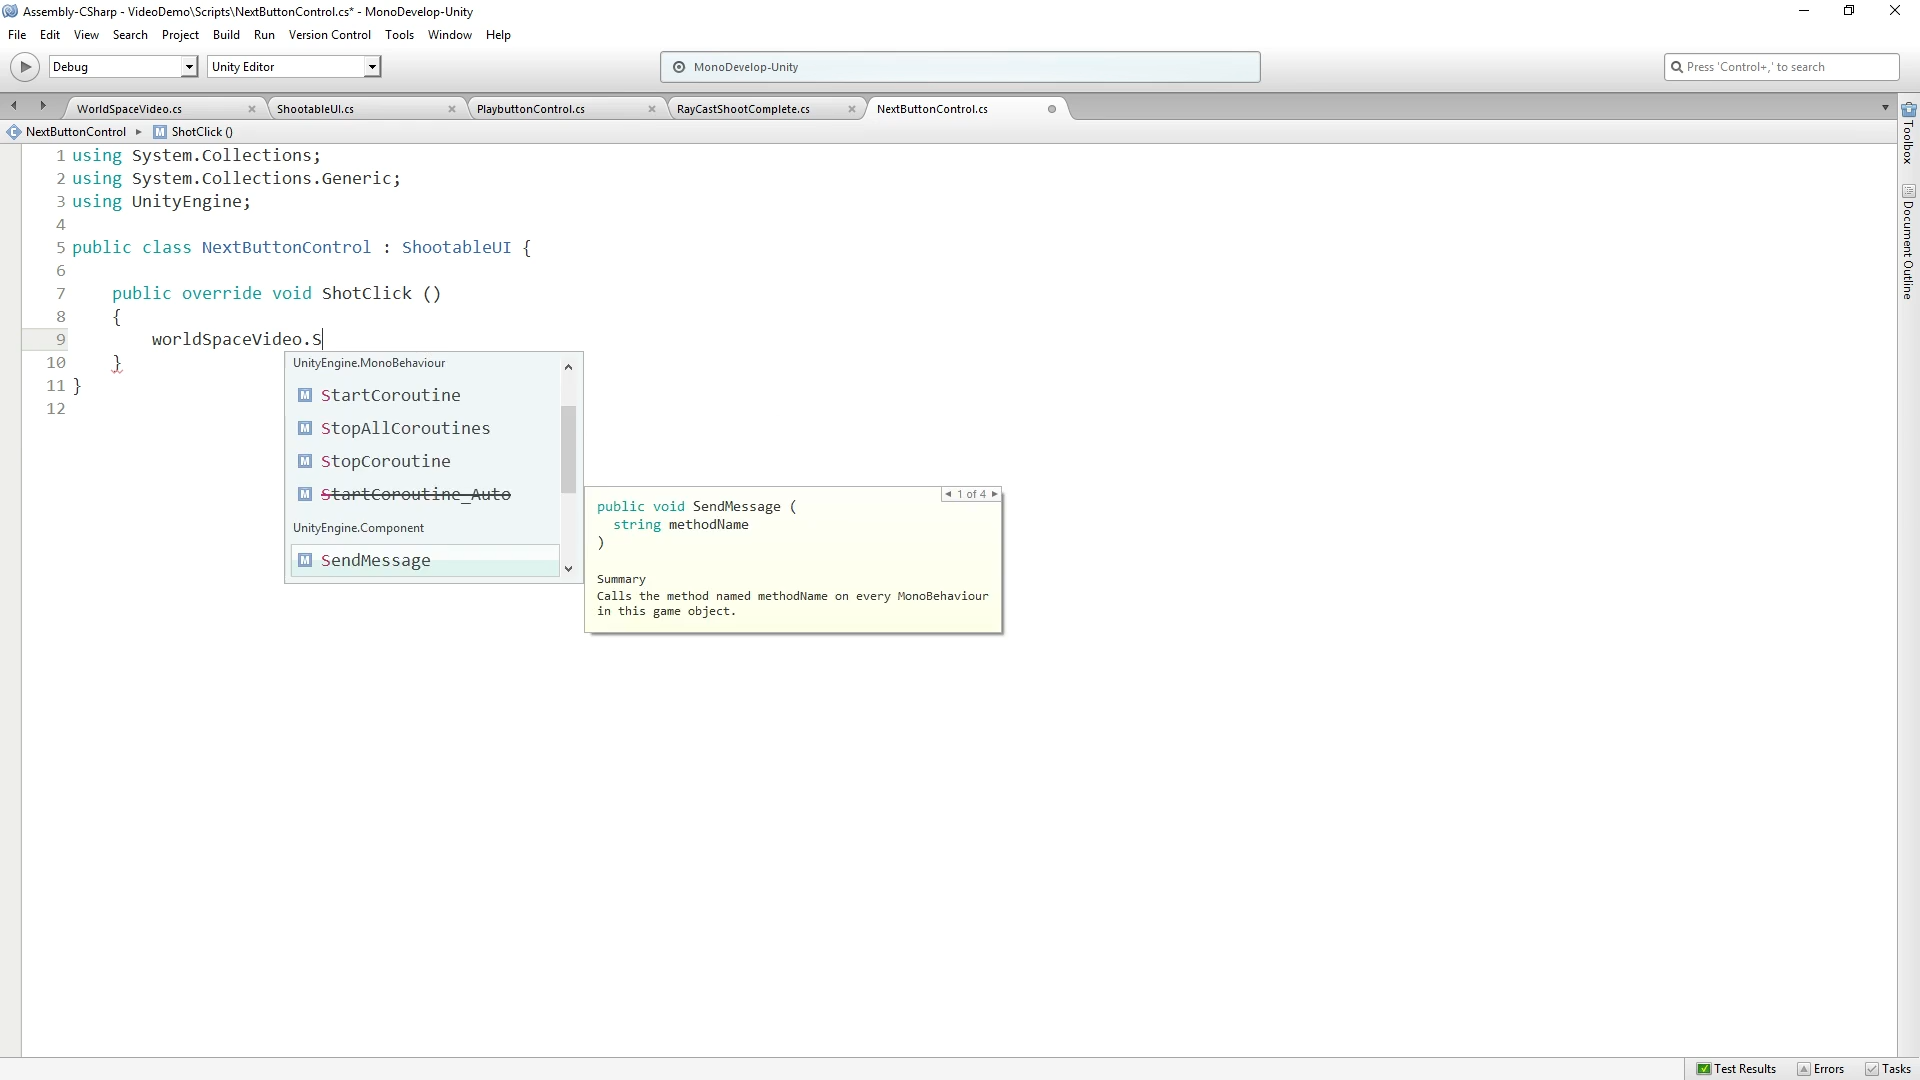 Assembly-CSharp - VideoDemo\Scripts\NextButtonControl.cs* - MonoDevelop-Unity
File Edit View Search Project Build Run Version Control Tools Window Help
Debug Unity Editor MonoDevelop-Unity Press 'Control+,' to search
WorldSpaceVideo.cs ShootableUI.cs PlaybuttonControl.cs RayCastShootComplete.cs NextButtonControl.cs
NextButtonControl M ShotClick ()
1 using System.Collections;
2 using System.Collections.Generic;
3 using UnityEngine;
4
5 public class NextButtonControl : ShootableUI {
6
7 public override void ShotClick ()
8 {
9 worldSpaceVideo.S
10 }
11 }
12
UnityEngine.MonoBehaviour
M StartCoroutine
M StopAllCoroutines
M StopCoroutine
M StartCoroutine_Auto
UnityEngine.Component
M SendMessage
1 of 4
public void SendMessage (
string methodName
)
Summary
Calls the method named methodName on every MonoBehaviour
in this game object.
Toolbox
Document Outline
Test Results Errors Tasks